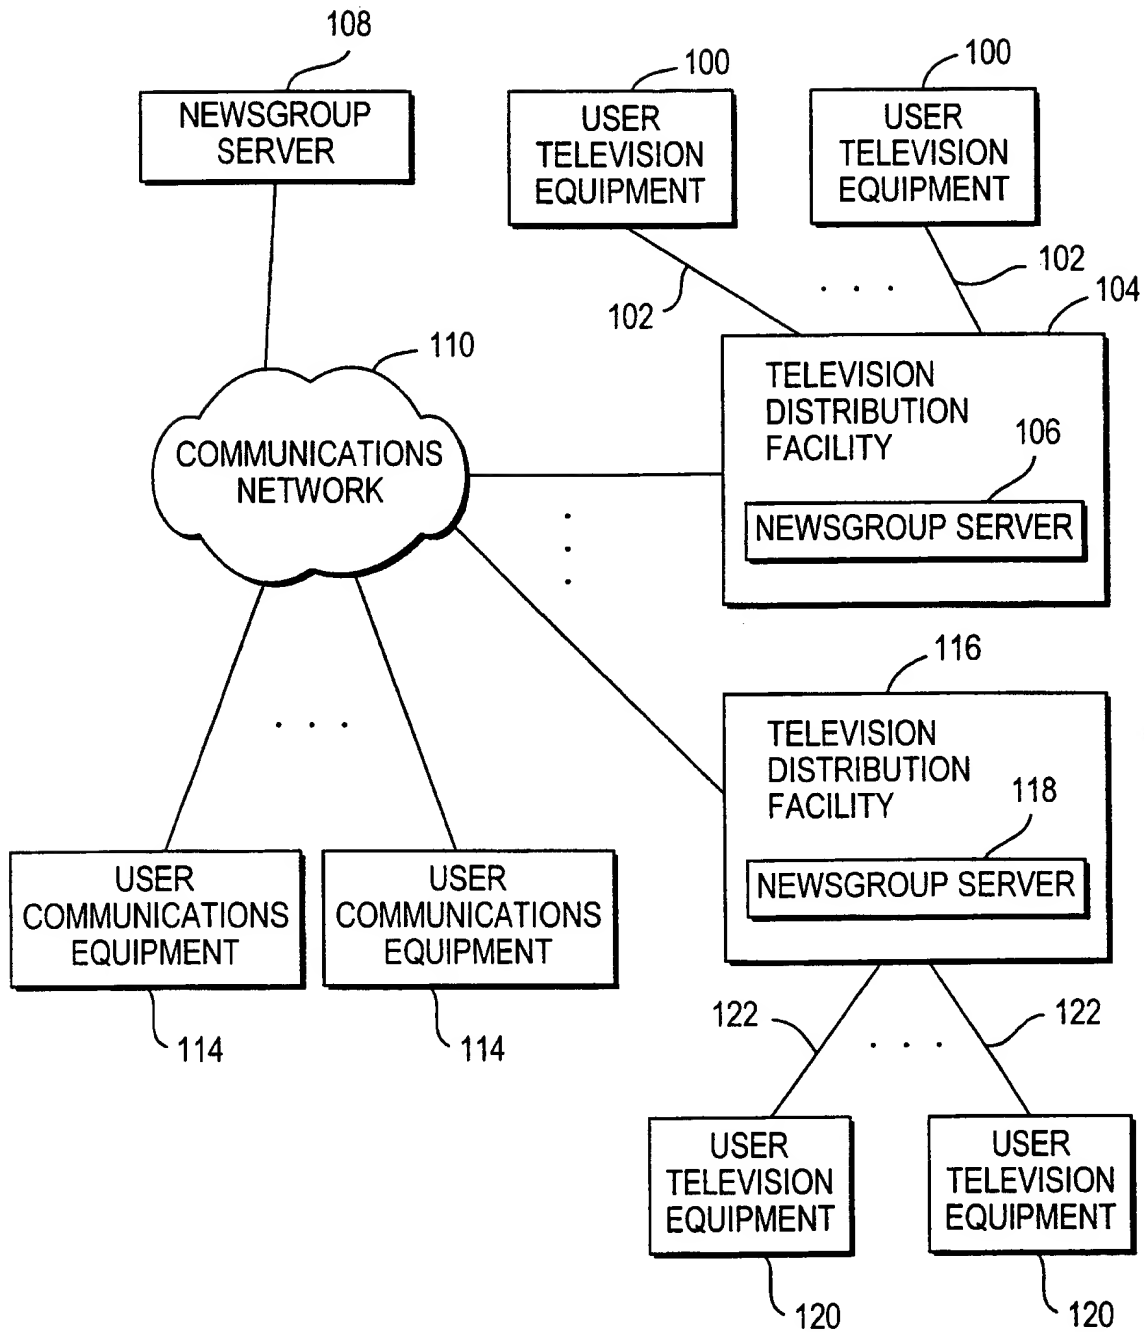 108
100
100
NEWSGROUP
SERVER
USER
TELEVISION
EQUIPMENT
USER
TELEVISION
EQUIPMENT
102
102
104
110
COMMUNICATIONS
NETWORK
TELEVISION
DISTRIBUTION
FACILITY
106
NEWSGROUP SERVER
116
TELEVISION
DISTRIBUTION
FACILITY
118
NEWSGROUP SERVER
USER
COMMUNICATIONS
EQUIPMENT
USER
COMMUNICATIONS
EQUIPMENT
114
114
122
122
USER
TELEVISION
EQUIPMENT
USER
TELEVISION
EQUIPMENT
120
120